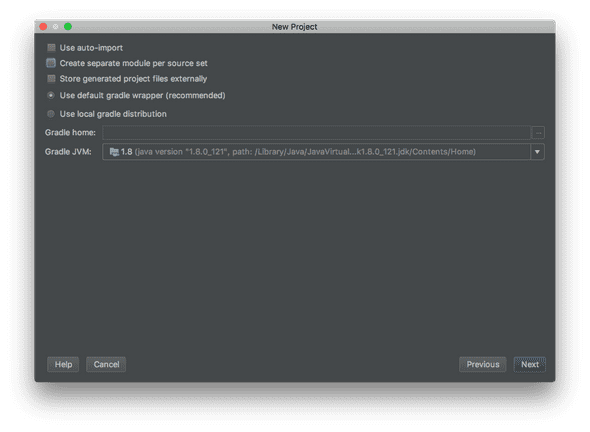 New Project
Use auto-import
Create separate module per source set
Store generated project files externally
Use default gradle wrapper (recommended)
Use local gradle distribution
Gradle home:
Gradle JVM: 1.8 (java version "1.8.0_121", path: /Library/Java/JavaVirtual...k1.8.0_121.jdk/Contents/Home)
Help Cancel Previous Next